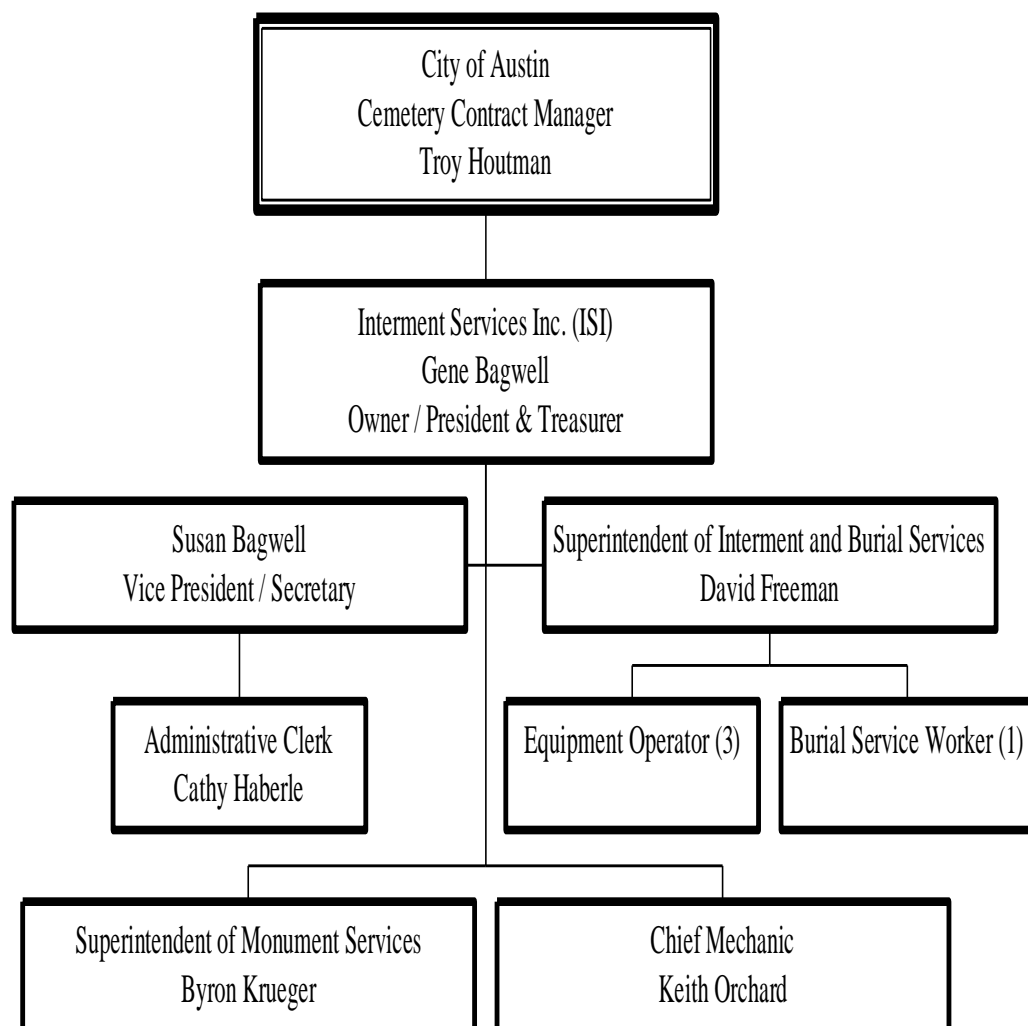 City of Austin
Cemetery Contract Manager
Troy Houtman
Interment Services Inc. (ISI)
Gene Bagwell
Owner / President & Treasurer
Susan Bagwell
Vice President / Secretary
Superintendent of Interment and Burial Services
David Freeman
Administrative Clerk
Cathy Haberle
Equipment Operator (3)
Burial Service Worker (1)
Superintendent of Monument Services
Byron Krueger
Chief Mechanic
Keith Orchard